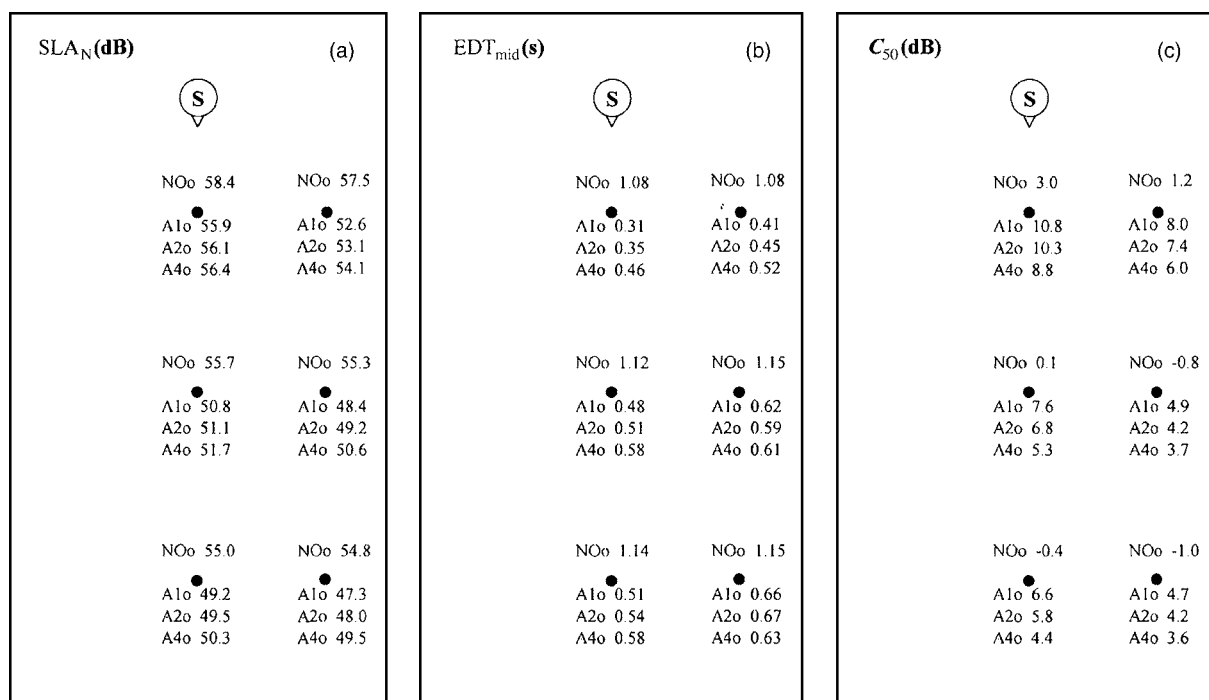 SLA_N (dB) (a)
S
NOo 58.4 NOo 57.5
A1o 55.9 A1o 52.6
A2o 56.1 A2o 53.1
A4o 56.4 A4o 54.1
NOo 55.7 NOo 55.3
A1o 50.8 A1o 48.4
A2o 51.1 A2o 49.2
A4o 51.7 A4o 50.6
NOo 55.0 NOo 54.8
A1o 49.2 A1o 47.3
A2o 49.5 A2o 48.0
A4o 50.3 A4o 49.5
EDT_mid (s) (b)
S
NOo 1.08 NOo 1.08
A1o 0.31 A1o 0.41
A2o 0.35 A2o 0.45
A4o 0.46 A4o 0.52
NOo 1.12 NOo 1.15
A1o 0.48 A1o 0.62
A2o 0.51 A2o 0.59
A4o 0.58 A4o 0.61
NOo 1.14 NOo 1.15
A1o 0.51 A1o 0.66
A2o 0.54 A2o 0.67
A4o 0.58 A4o 0.63
C_50 (dB) (c)
S
NOo 3.0 NOo 1.2
A1o 10.8 A1o 8.0
A2o 10.3 A2o 7.4
A4o 8.8 A4o 6.0
NOo 0.1 NOo -0.8
A1o 7.6 A1o 4.9
A2o 6.8 A2o 4.2
A4o 5.3 A4o 3.7
NOo -0.4 NOo -1.0
A1o 6.6 A1o 4.7
A2o 5.8 A2o 4.2
A4o 4.4 A4o 3.6